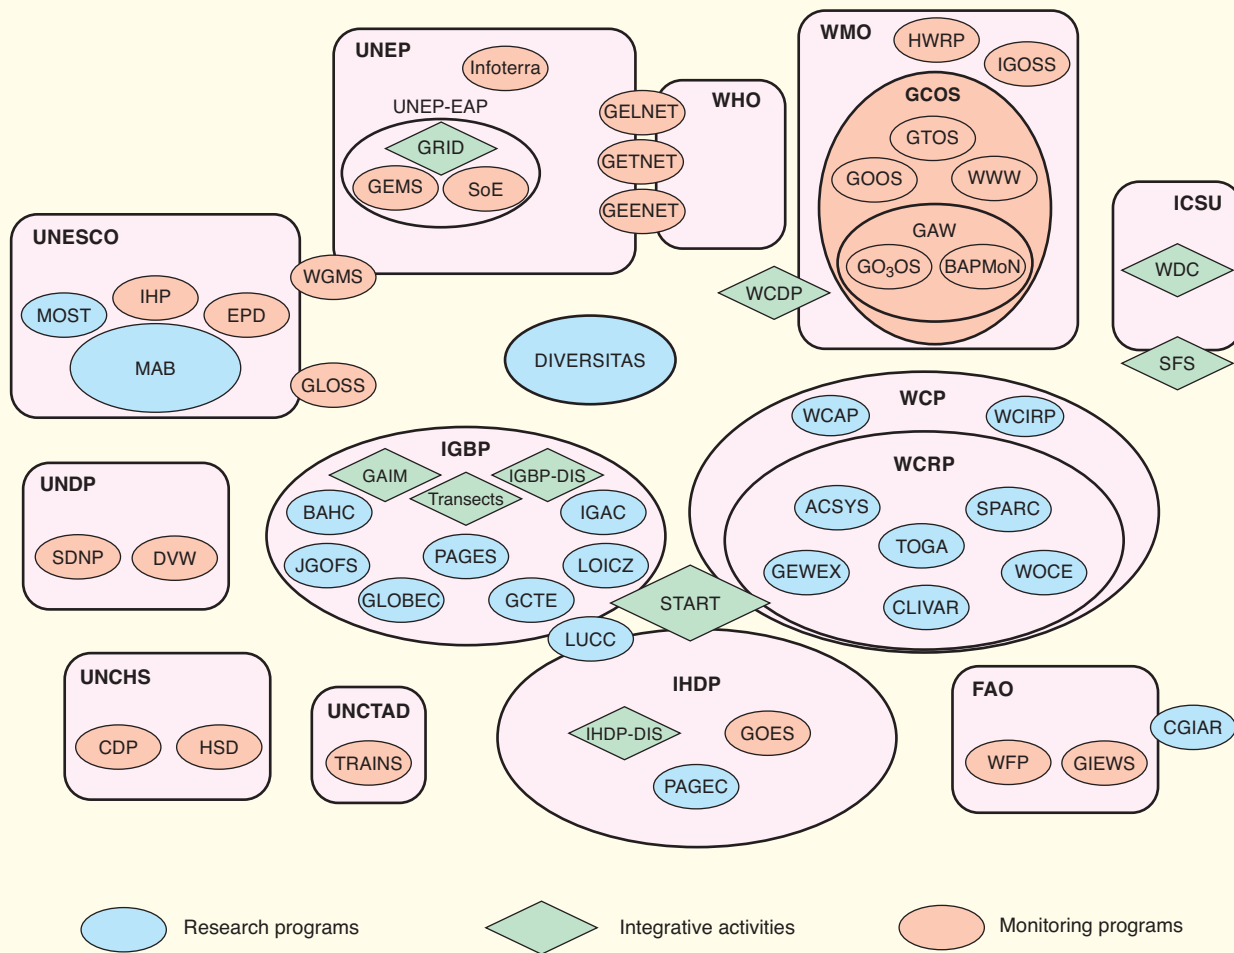 UNEP
Infoterra
UNEP-EAP
GRID
GEMS
SoE
GELNET
GETNET
GEENET
WHO
WMO
HWRP
IGOSS
GCOS
GTOS
GOOS
WWW
GAW
GO₃OS
BAPMoN
WCDP
ICSU
WDC
SFS
UNESCO
WGMS
MOST
IHP
EPD
MAB
GLOSS
DIVERSITAS
UNDP
SDNP
DVW
IGBP
GAIM
IGBP-DIS
Transects
BAHC
IGAC
JGOFS
PAGES
LOICZ
GLOBEC
GCTE
START
LUCC
WCP
WCAP
WCIRP
WCRP
ACSYS
SPARC
TOGA
GEWEX
WOCE
CLIVAR
UNCHS
CDP
HSD
UNCTAD
TRAINS
IHDP
IHDP-DIS
GOES
PAGEC
FAO
CGIAR
WFP
GIEWS
Research programs
Integrative activities
Monitoring programs